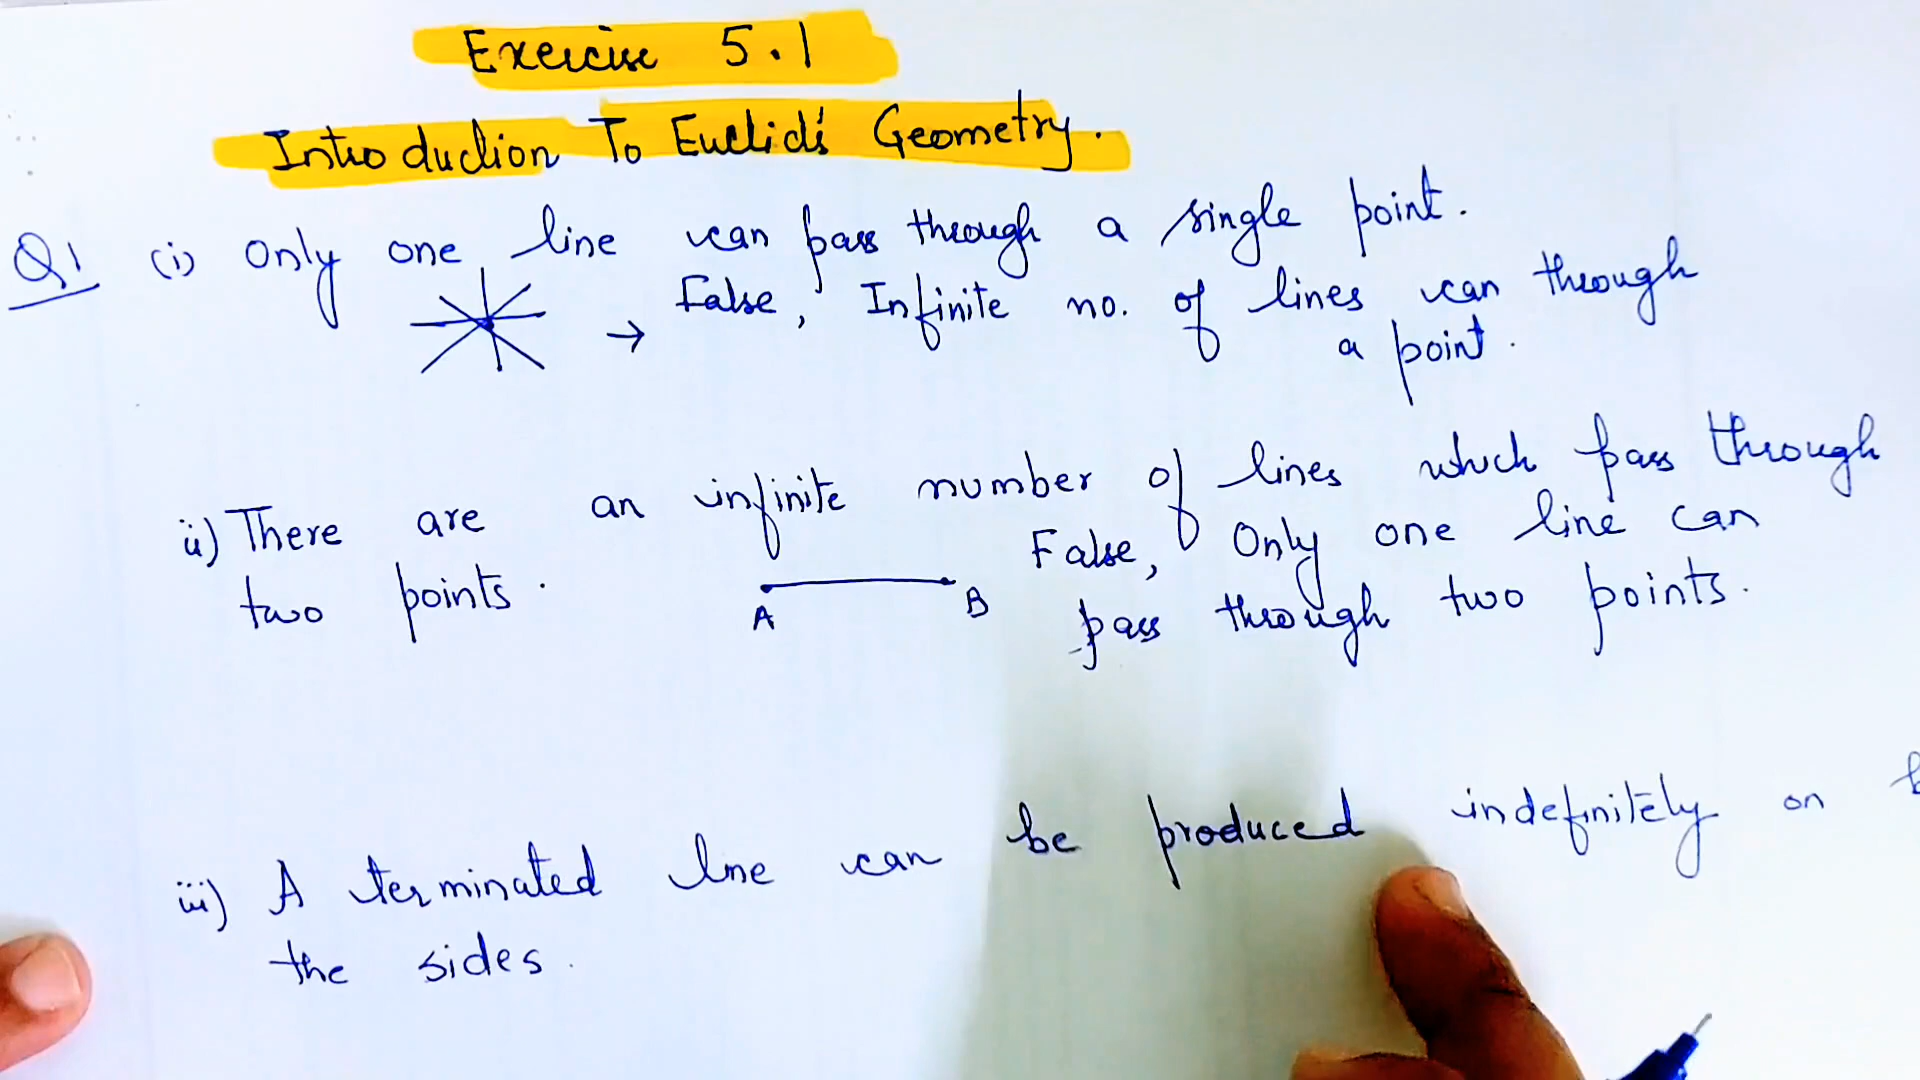 Exercise 5.1
Introduction To Euclid's Geometry.
Q1 (i) Only one line can pass through a single point.
→ False, Infinite no. of lines can through
a point.
ii) There are an infinite number of lines which pass through
two points.
False, Only one line can
A B
pass through two points.
iii) A terminated line can be produced indefinitely on
the sides.